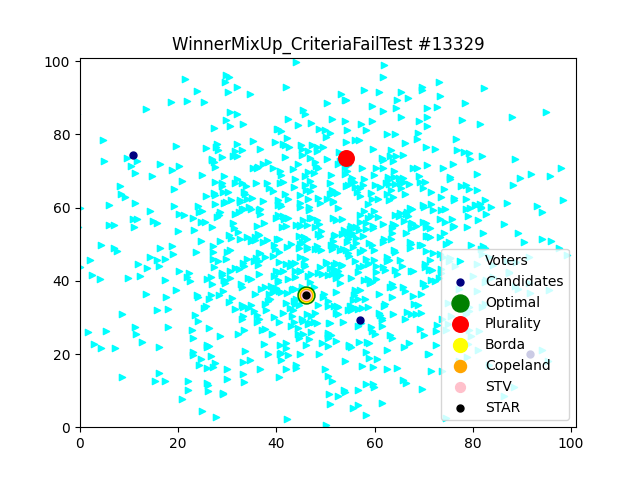 WinnerMixUp_CriteriaFailTest #13329
100
80
60
40
20
0
0 20 40 60 80 100
Voters
Candidates
Optimal
Plurality
Borda
Copeland
STV
STAR